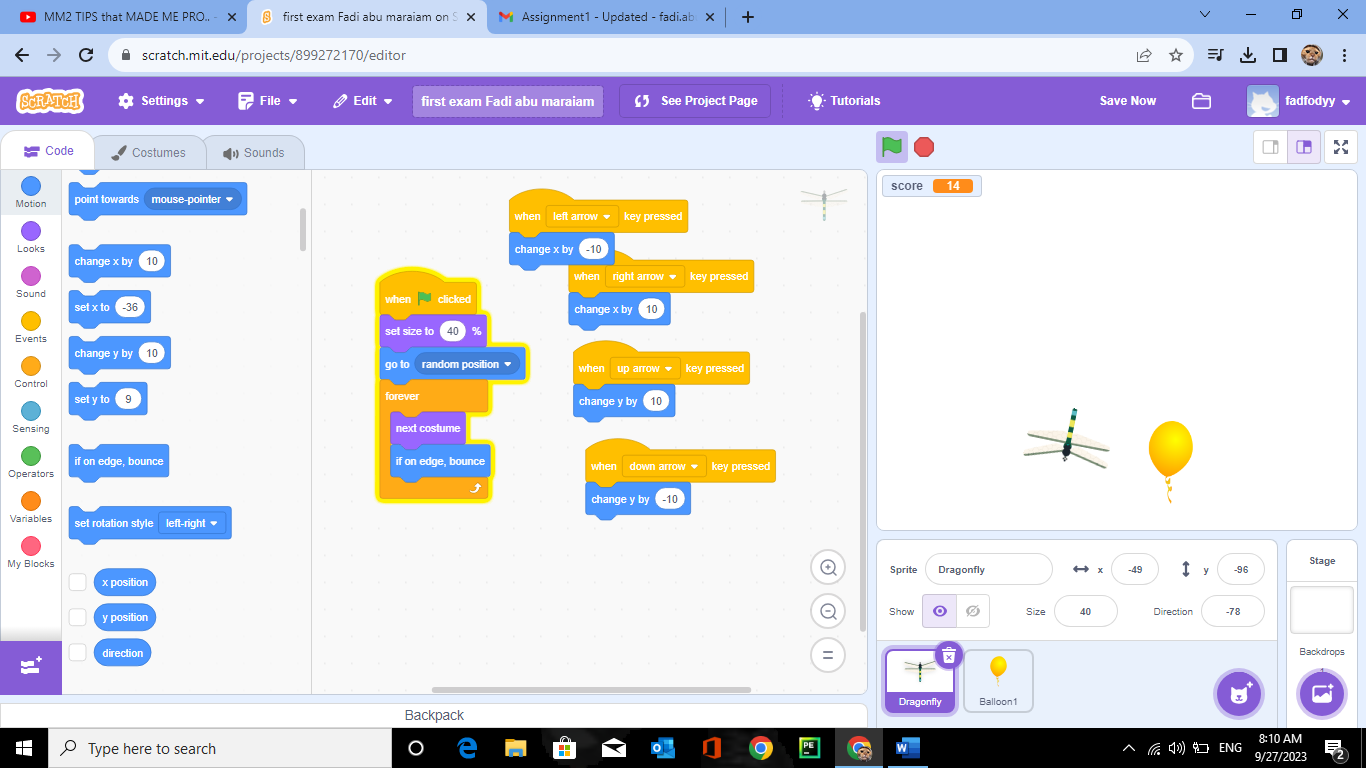 MM2 TIPS that MADE ME PRO.. -
first exam Fadi abu maraiam on S
Assignment1 - Updated - fadi.ab
scratch.mit.edu/projects/899272170/editor
SCRATCH
Settings
File
Edit
first exam Fadi abu maraiam
See Project Page
Tutorials
Save Now
fadfodyy
Code
Costumes
Sounds
Motion
Looks
Sound
Events
Control
Sensing
Operators
Variables
My Blocks
point towards mouse-pointer
change x by 10
set x to -36
change y by 10
set y to 9
if on edge, bounce
set rotation style left-right
x position
y position
direction
when clicked
set size to 40 %
go to random position
forever
next costume
if on edge, bounce
when left arrow key pressed
change x by -10
when right arrow key pressed
change x by 10
when up arrow key pressed
change y by 10
when down arrow key pressed
change y by -10
score 14
Sprite Dragonfly x -49 y -96
Show Size 40 Direction -78
Dragonfly
Balloon1
Stage
Backdrops
1
Backpack
Type here to search
PE
ENG
8:10 AM
9/27/2023
2